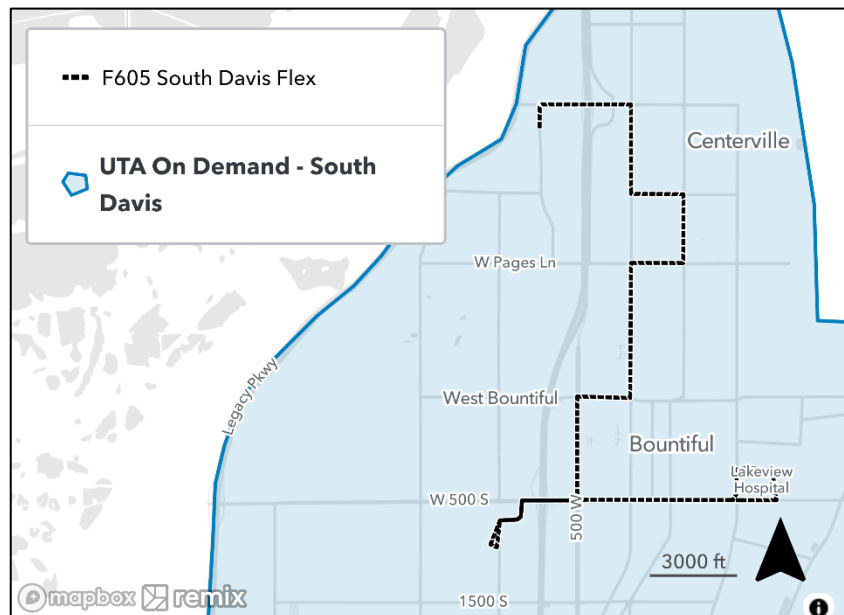 F605 South Davis Flex
UTA On Demand - South
Davis
Centerville
W Pages Ln
Legacy Pkwy
West Bountiful
Bountiful
Lakeview
Hospital
W 500 S
500 W
3000 ft
1500 S
mapbox remix
i